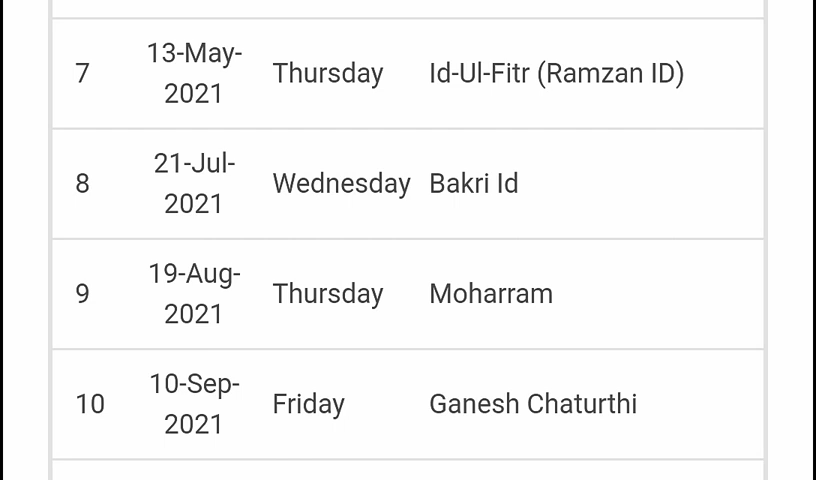 7 13-May-2021 Thursday Id-Ul-Fitr (Ramzan ID)
8 21-Jul-2021 Wednesday Bakri Id
9 19-Aug-2021 Thursday Moharram
10 10-Sep-2021 Friday Ganesh Chaturthi